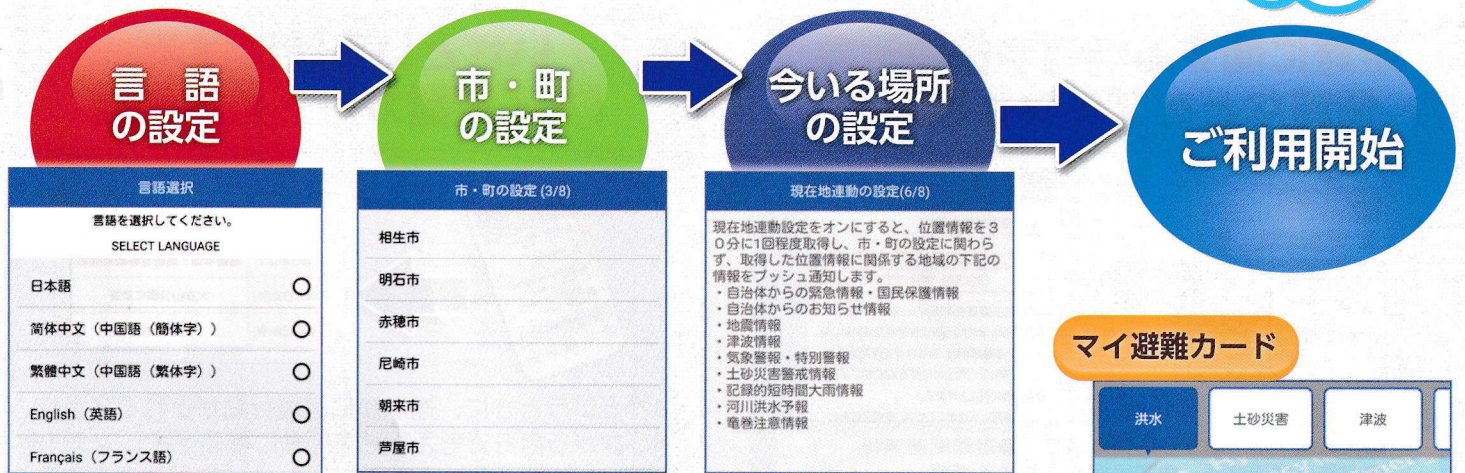 言 語
の設定
市・町
の設定
今いる場所
の設定
ご利用開始
言語選択
言語を選択してください。
SELECT LANGUAGE
日本語
简体中文（中国語（簡体字））
繁體中文（中国語（繁体字））
English（英語）
Français（フランス語）
市・町の設定 (3/8)
相生市
明石市
赤穂市
尼崎市
朝来市
芦屋市
現在地連動の設定(6/8)
現在地連動設定をオンにすると、位置情報を３
０分に1回程度取得し、市・町の設定に関わら
ず、取得した位置情報に関係する地域の下記の
情報をプッシュ通知します。
・自治体からの緊急情報・国民保護情報
・自治体からのお知らせ情報
・地震情報
・津波情報
・気象警報・特別警報
・土砂災害警戒情報
・記録的短時間大雨情報
・河川洪水予報
・竜巻注意情報
マイ避難カード
洪水
土砂災害
津波